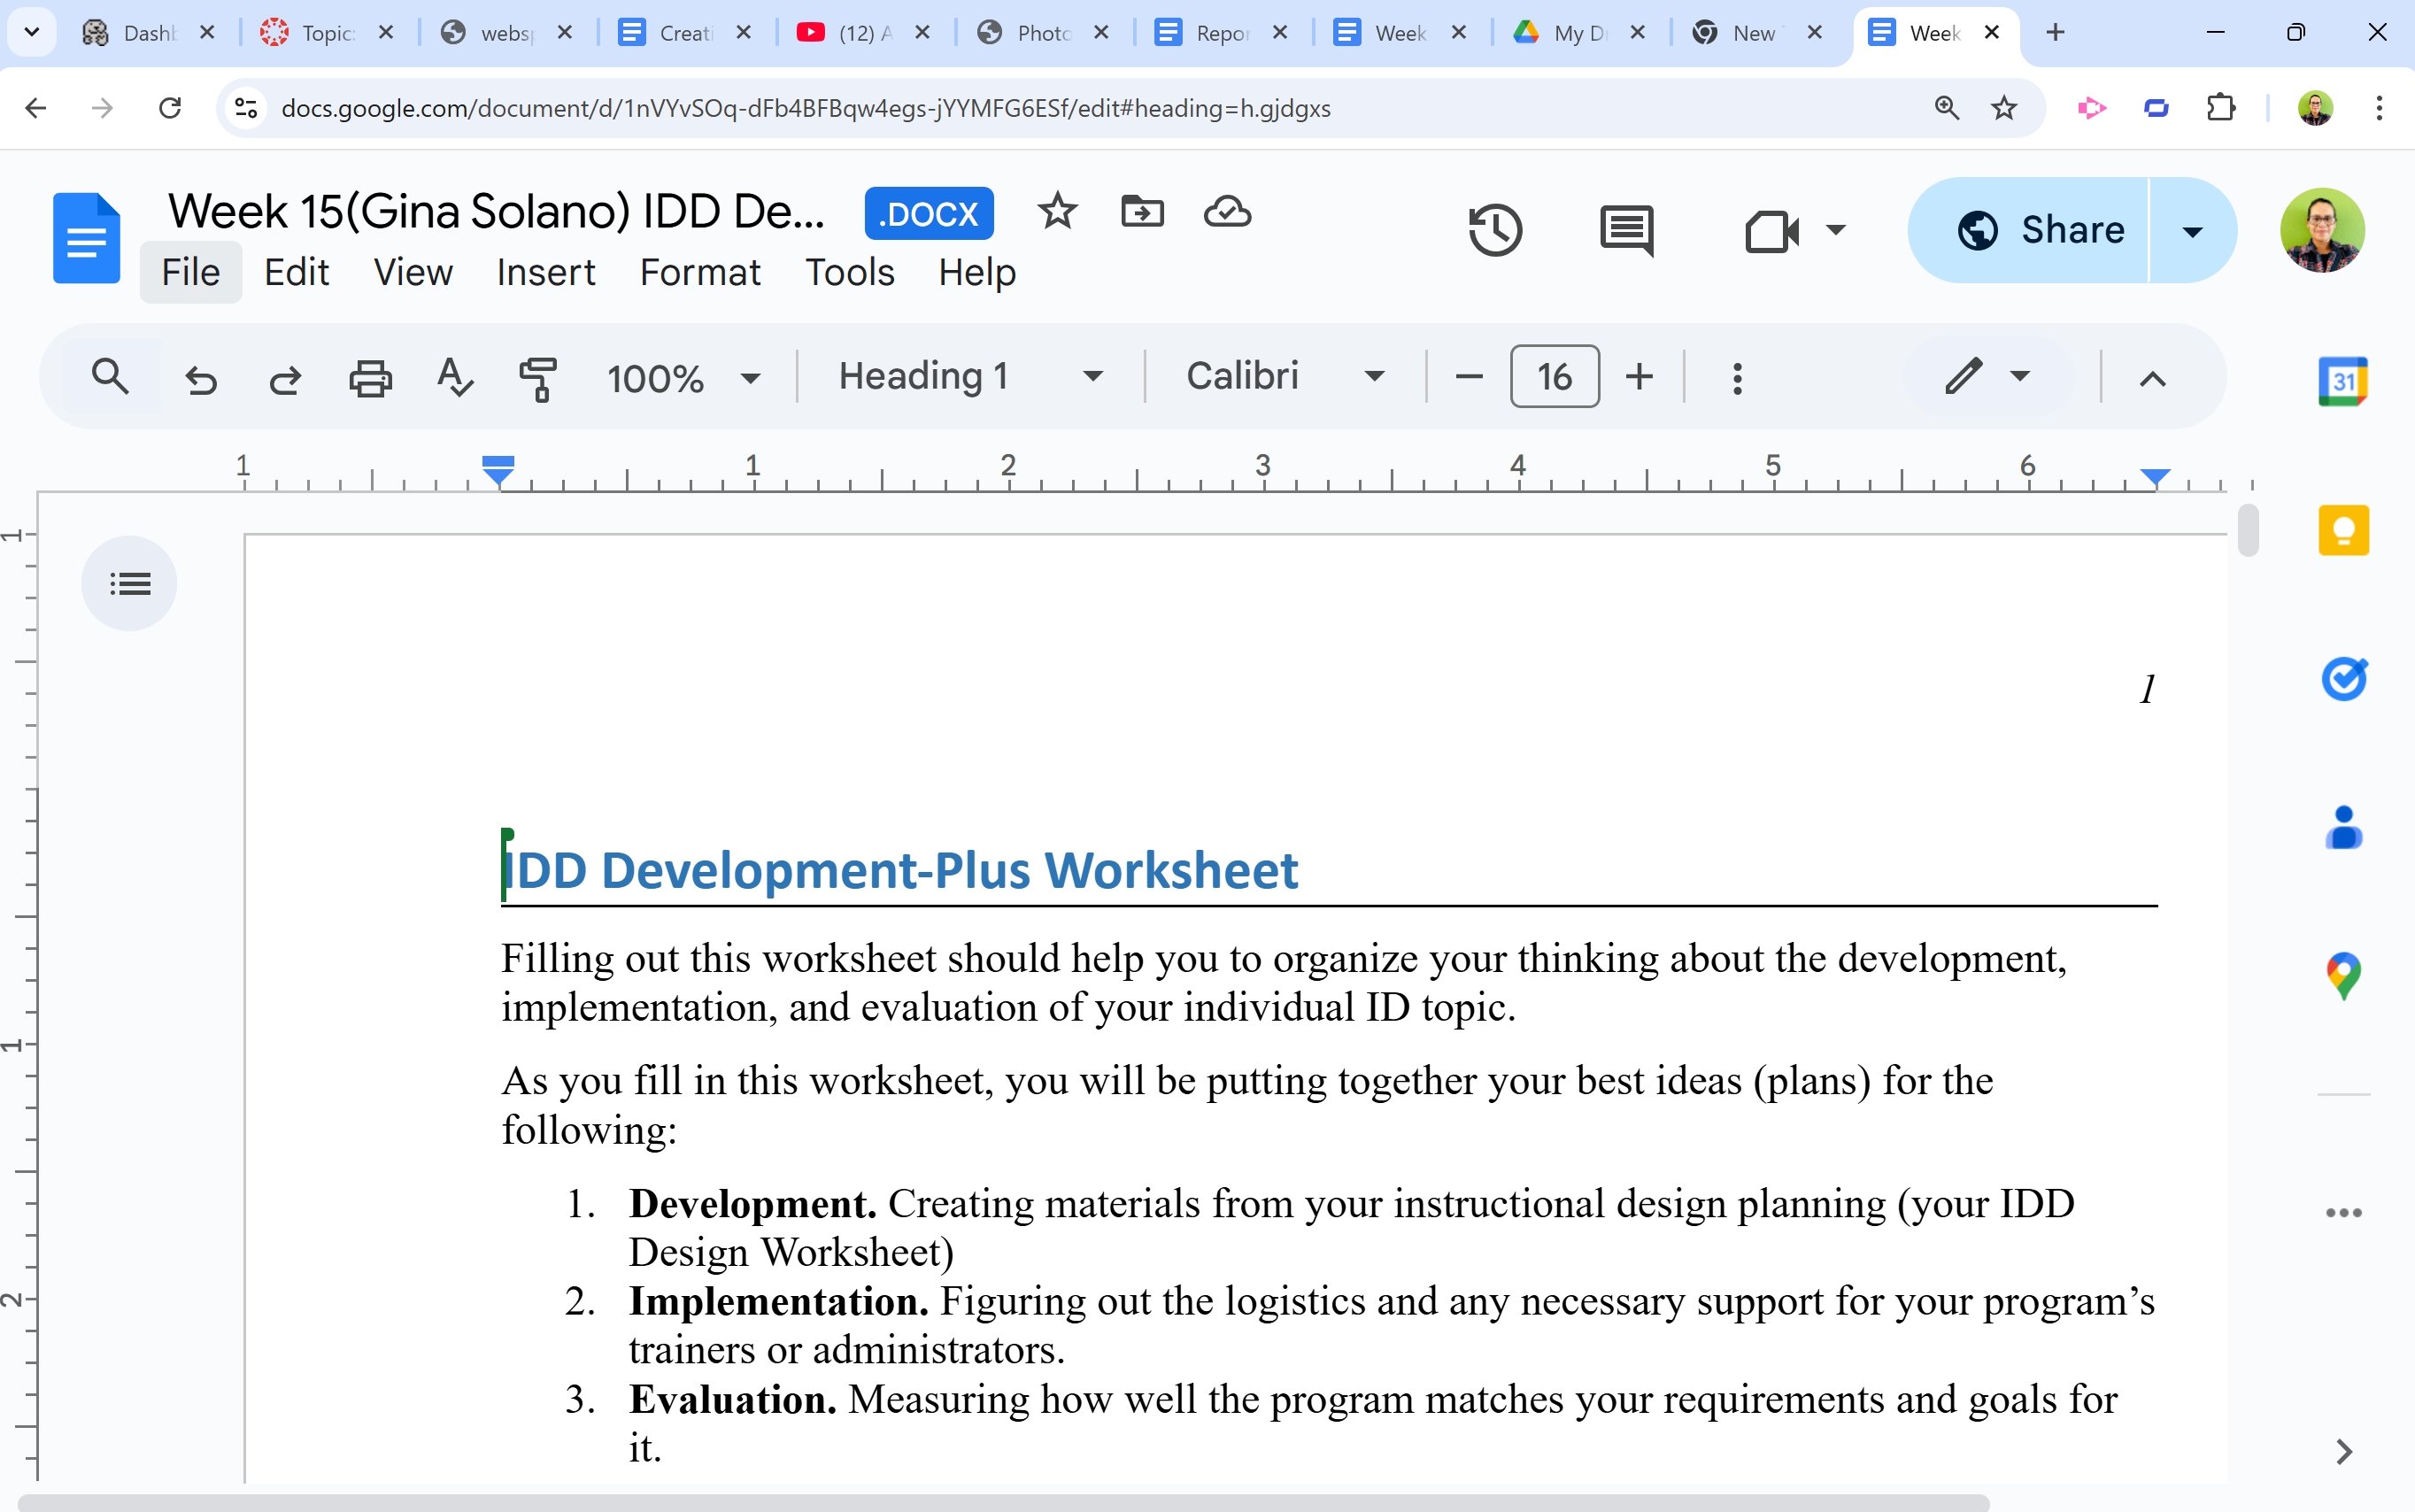 Dash Topic webs Creati (12) A Photo Repor Week My D New Week
docs.google.com/document/d/1nVYvSOq-dFb4BFBqw4egs-jYYMFG6ESf/edit#heading=h.gjdgxs
Week 15(Gina Solano) IDD De... .DOCX
Share
File Edit View Insert Format Tools Help
100% Heading 1 Calibri 16
31
1 1 2 3 4 5 6
1
1
2
1
IDD Development-Plus Worksheet
Filling out this worksheet should help you to organize your thinking about the development,
implementation, and evaluation of your individual ID topic.
As you fill in this worksheet, you will be putting together your best ideas (plans) for the
following:
1. Development. Creating materials from your instructional design planning (your IDD
Design Worksheet)
2. Implementation. Figuring out the logistics and any necessary support for your program’s
trainers or administrators.
3. Evaluation. Measuring how well the program matches your requirements and goals for
it.